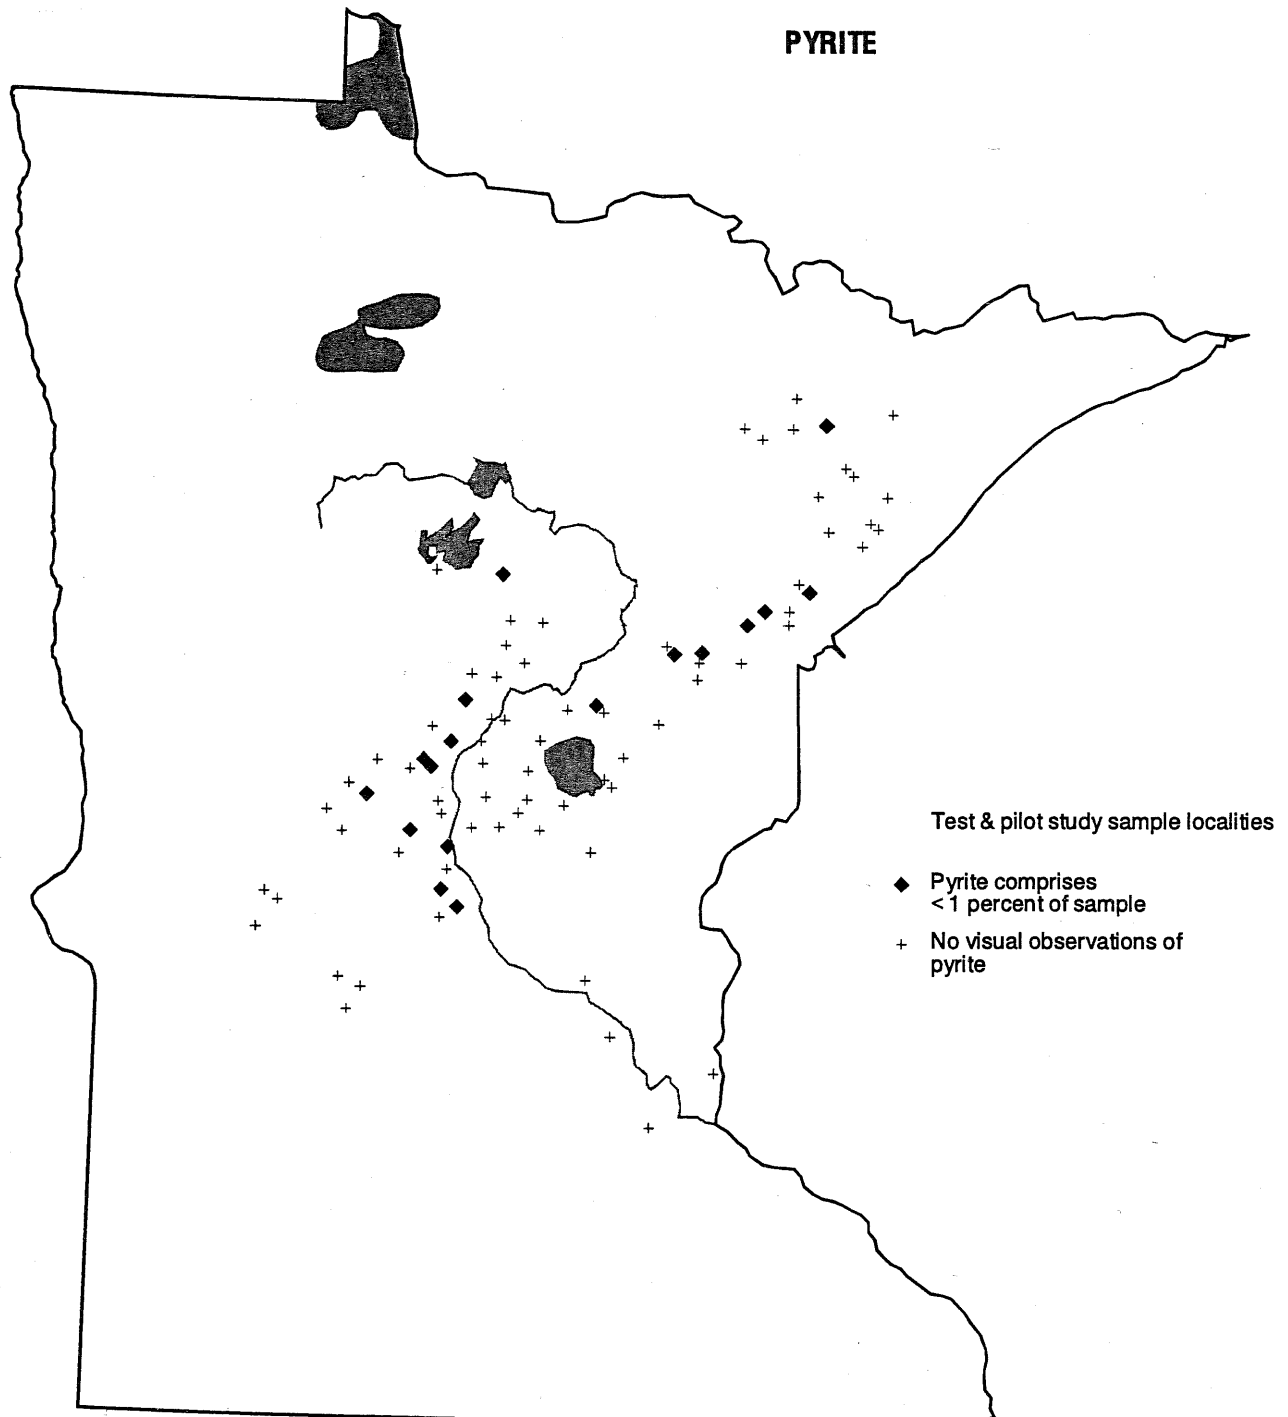 PYRITE
Test & pilot study sample localities
Pyrite comprises
< 1 percent of sample
No visual observations of
pyrite